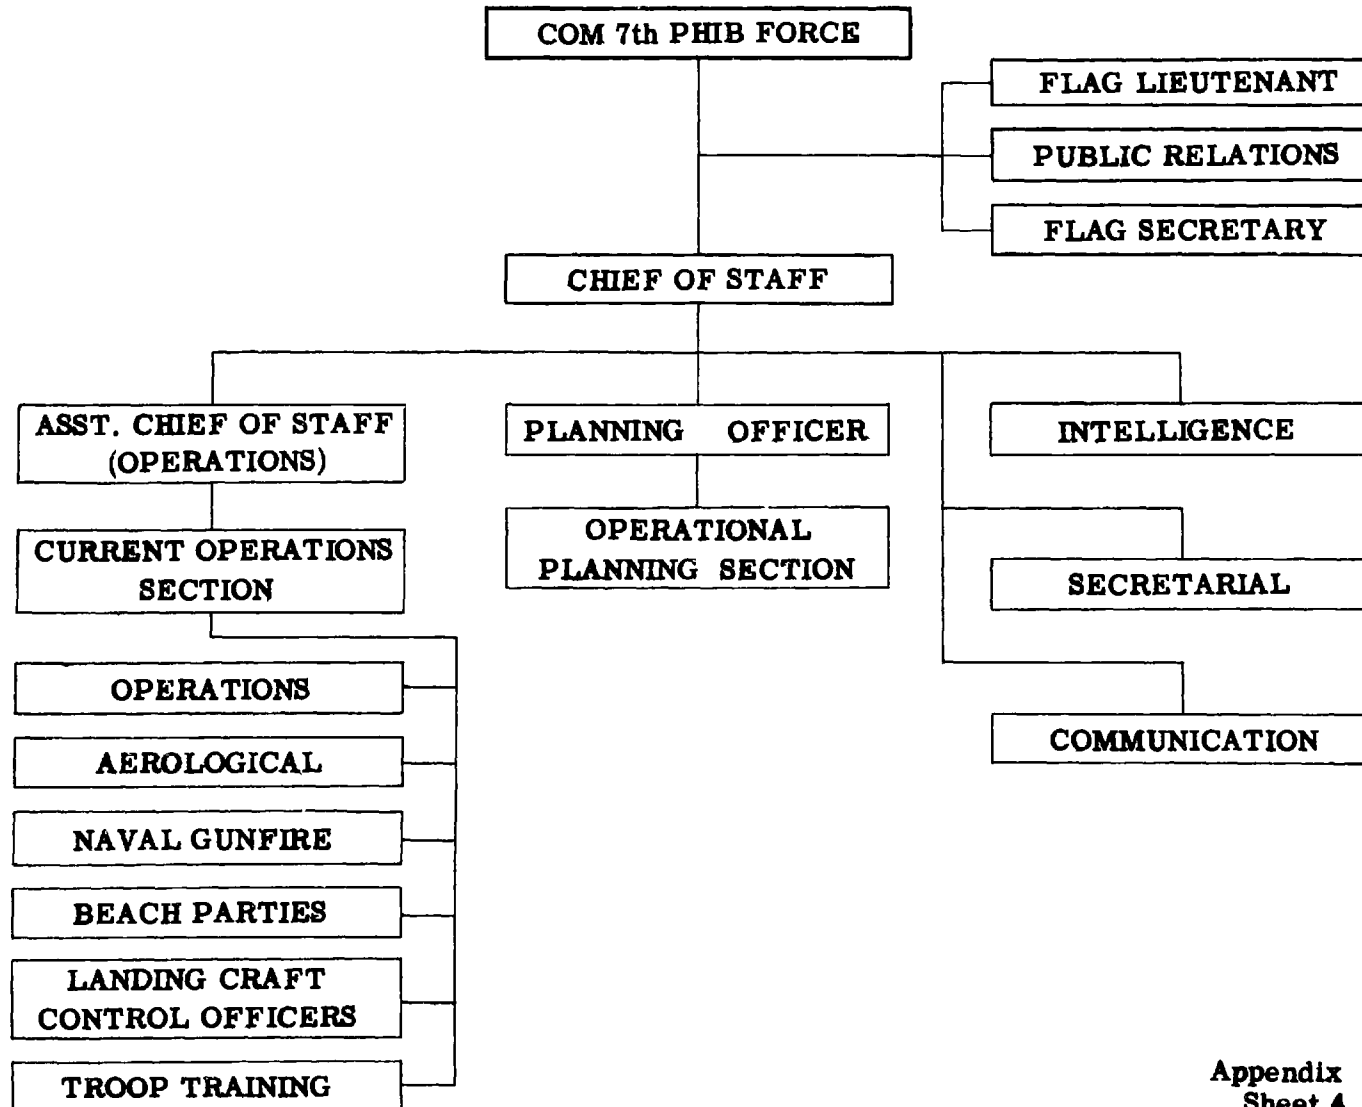 COM 7th PHIB FORCE
FLAG LIEUTENANT
PUBLIC RELATIONS
FLAG SECRETARY
CHIEF OF STAFF
ASST. CHIEF OF STAFF
(OPERATIONS)
PLANNING OFFICER
INTELLIGENCE
CURRENT OPERATIONS
SECTION
OPERATIONAL
PLANNING SECTION
SECRETARIAL
OPERATIONS
AEROLOGICAL
COMMUNICATION
NAVAL GUNFIRE
BEACH PARTIES
LANDING CRAFT
CONTROL OFFICERS
TROOP TRAINING
Appendix
Sheet 4